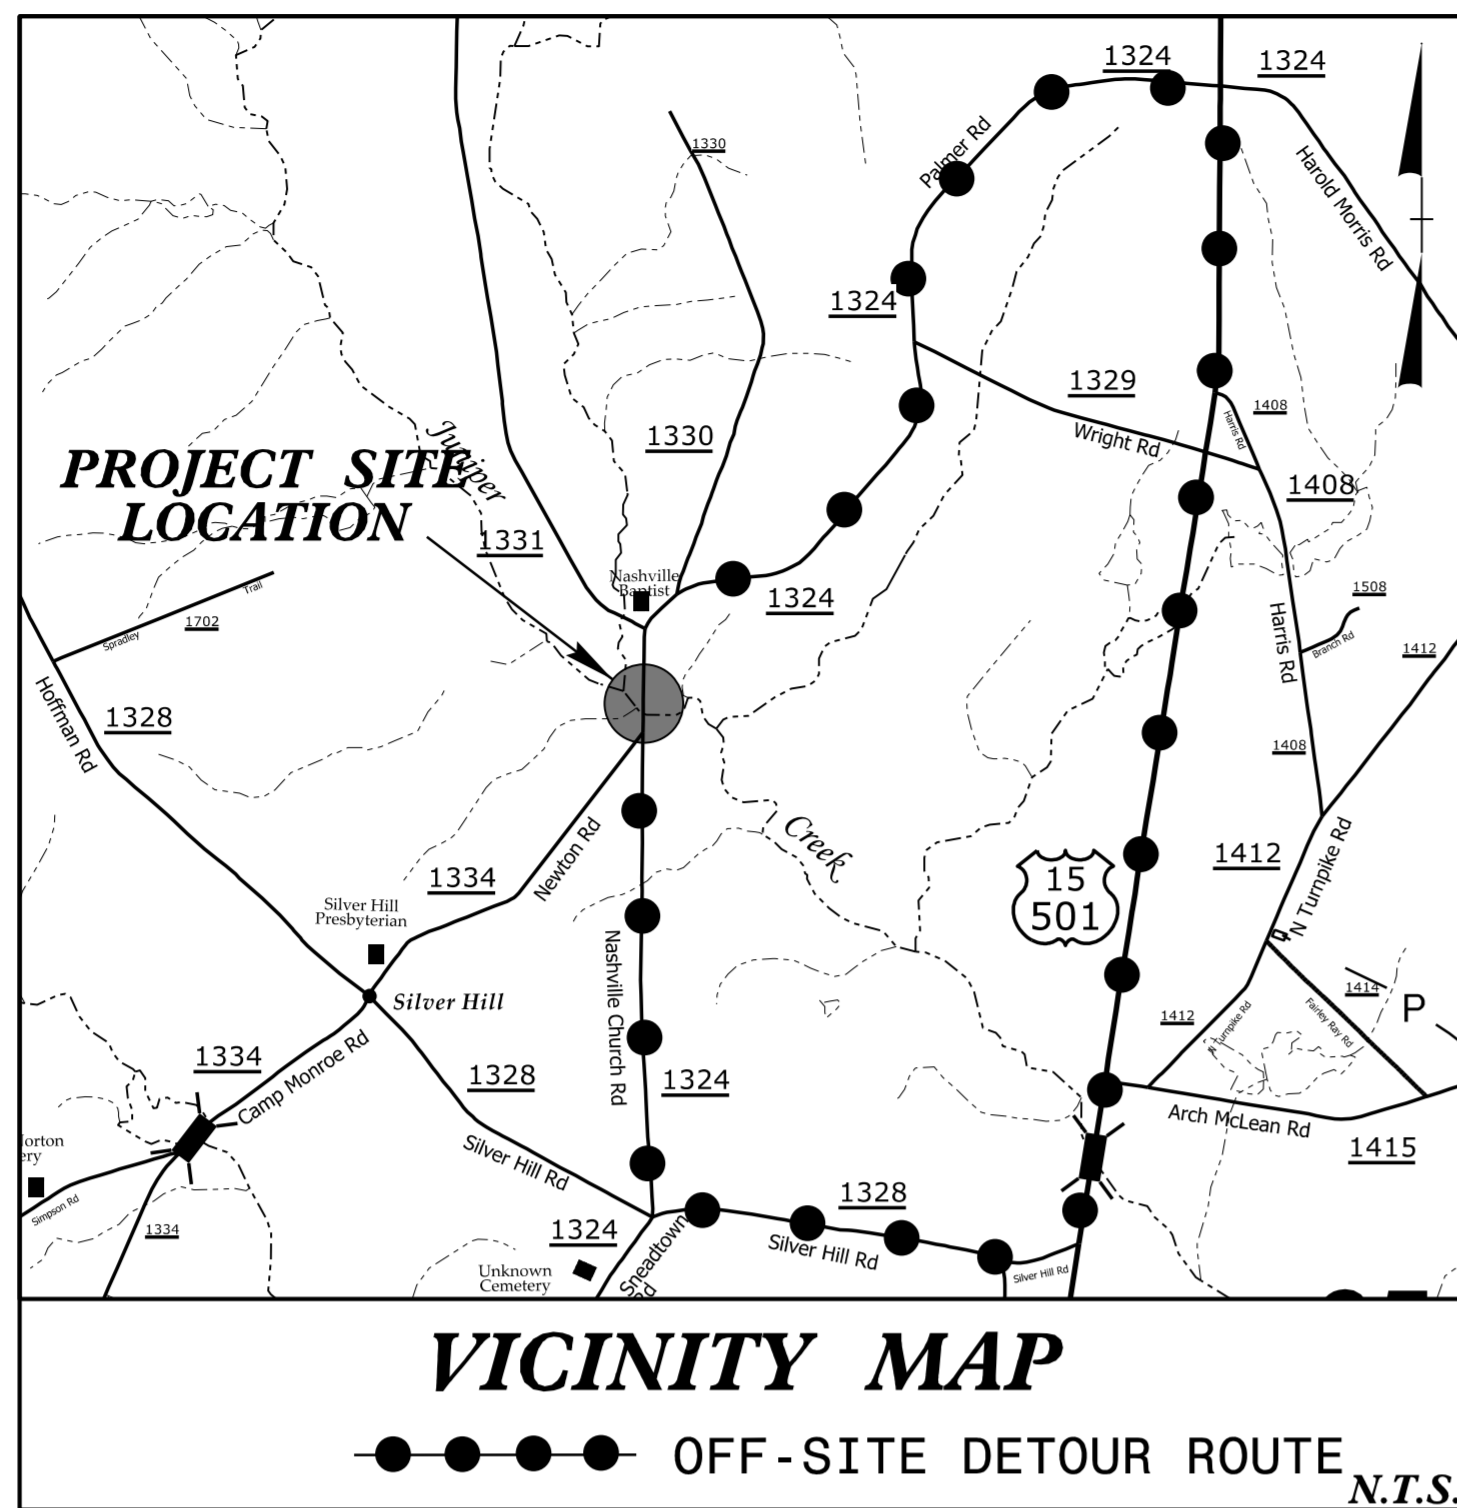 1324
1324
Palmer Rd
1330
Harold Morris Rd
1324
1329
Wright Rd
1408
Harris Rd
1330
Juniper
PROJECT SITE
LOCATION
1408
1331
Nashville
Baptist
1324
1508
Branch Rd
Harris Rd
1412
Spradley
Trail
1702
Hoffman Rd
1328
1408
Creek
Newton Rd
1334
1412
N Turnpike Rd
15
501
Silver Hill
Presbyterian
Silver Hill
Nashville Church Rd
1414
P
1412
N Turnpike Rd
Fairley Ray Rd
1334
Camp Monroe Rd
1328
1324
Arch McLean Rd
1415
orton
ery
Simpson Rd
1334
Silver Hill Rd
1328
1324
Sneadtown
Rd
Silver Hill Rd
Silver Hill Rd
Unknown
Cemetery
VICINITY MAP
OFF-SITE DETOUR ROUTE
N.T.S.